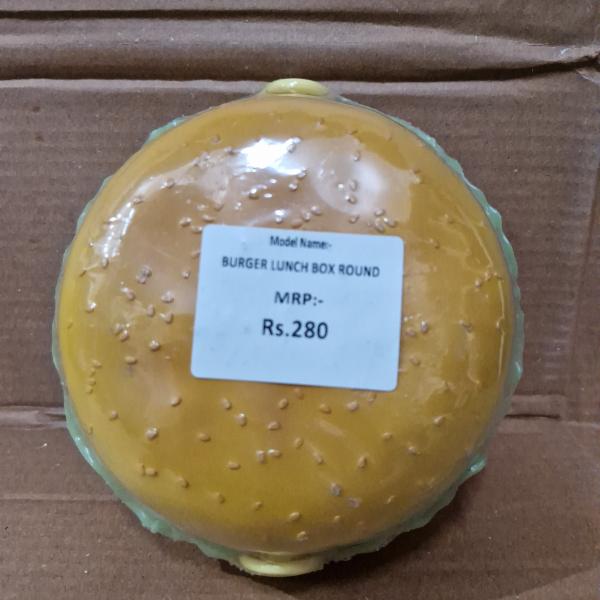 Model Name:-
BURGER LUNCH BOX ROUND
MRP:-
Rs.280